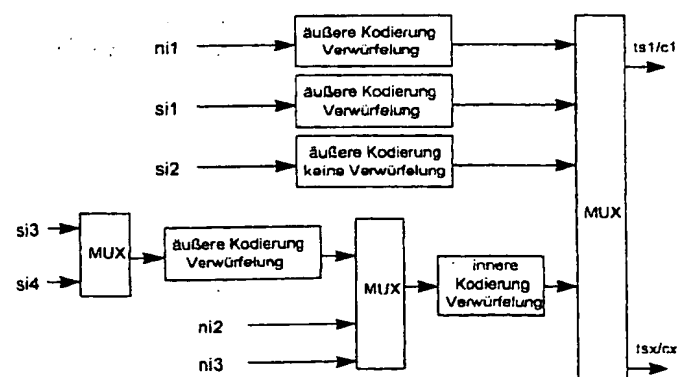 ni1
äußere Kodierung
Verwürfelung
ts1/c1
si1
äußere Kodierung
Verwürfelung
si2
äußere Kodierung
keine Verwürfelung
MUX
si3
si4
MUX
äußere Kodierung
Verwürfelung
MUX
innere
Kodierung
Verwürfelung
ni2
ni3
tsx/cx